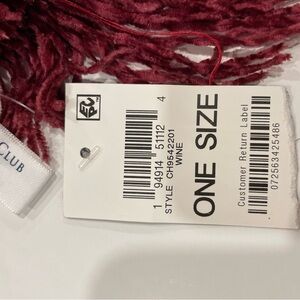 CLUB
1 94914 51112 4
STYLE CH9542201
WINE
ONE SIZE
Customer Return Label
072563425486